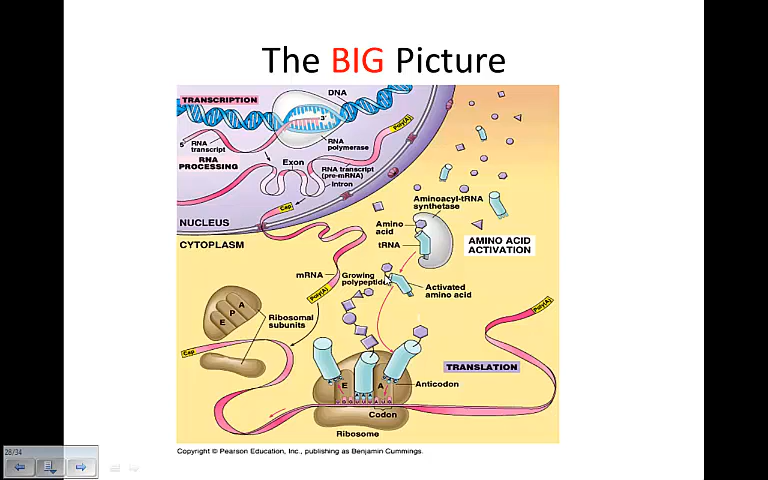 The BIG Picture
TRANSCRIPTION
DNA
3'
5'
RNA
transcript
RNA
polymerase
Poly(A)
RNA
PROCESSING
Exon
RNA transcript
(pre-mRNA)
Intron
Cap
NUCLEUS
CYTOPLASM
Aminoacyl-tRNA
synthetase
Amino
acid
tRNA
AMINO ACID
ACTIVATION
mRNA
Growing
polypeptide
Activated
amino acid
Poly(A)
Poly(A)
A
P
E
Ribosomal
subunits
Cap
TRANSLATION
E
A
Anticodon
Codon
Ribosome
Copyright © Pearson Education, Inc., publishing as Benjamin Cummings.
28/34